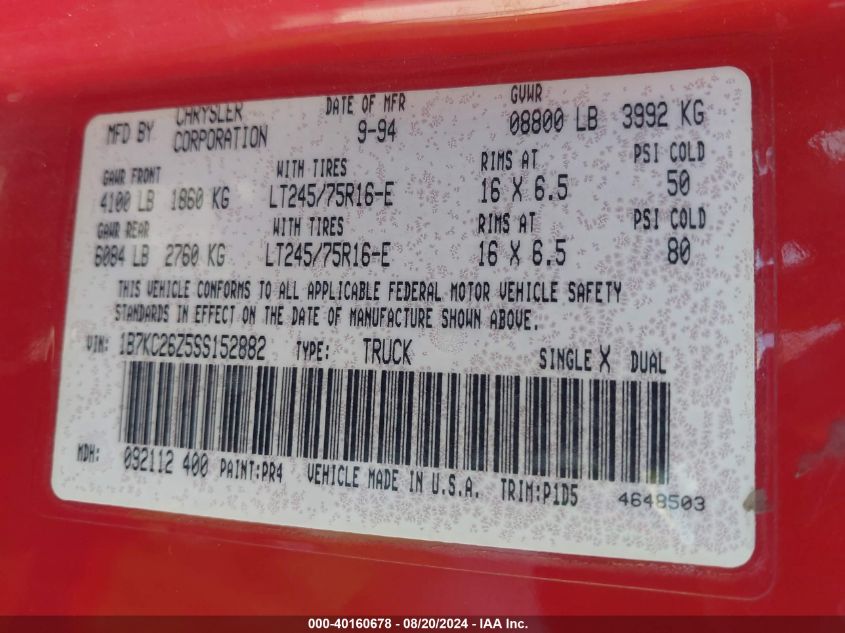 MFD BY CHRYSLER CORPORATION DATE OF MFR 9-94 GVWR 08800 LB 3992 KG
GAWR FRONT WITH TIRES RIMS AT PSI COLD
4100 LB 1860 KG LT245/75R16-E 16 X 6.5 50
GAWR REAR WITH TIRES RIMS AT PSI COLD
6084 LB 2760 KG LT245/75R16-E 16 X 6.5 80
THIS VEHICLE CONFORMS TO ALL APPLICABLE FEDERAL MOTOR VEHICLE SAFETY
STANDARDS IN EFFECT ON THE DATE OF MANUFACTURE SHOWN ABOVE.
VIN: 1B7KC26Z5SS152882 TYPE: TRUCK SINGLE X DUAL
MDH: 092112 400 PAINT:PR4 VEHICLE MADE IN U.S.A. TRIM:P1D5 4648503
000-40160678 - 08/20/2024 - IAA Inc.